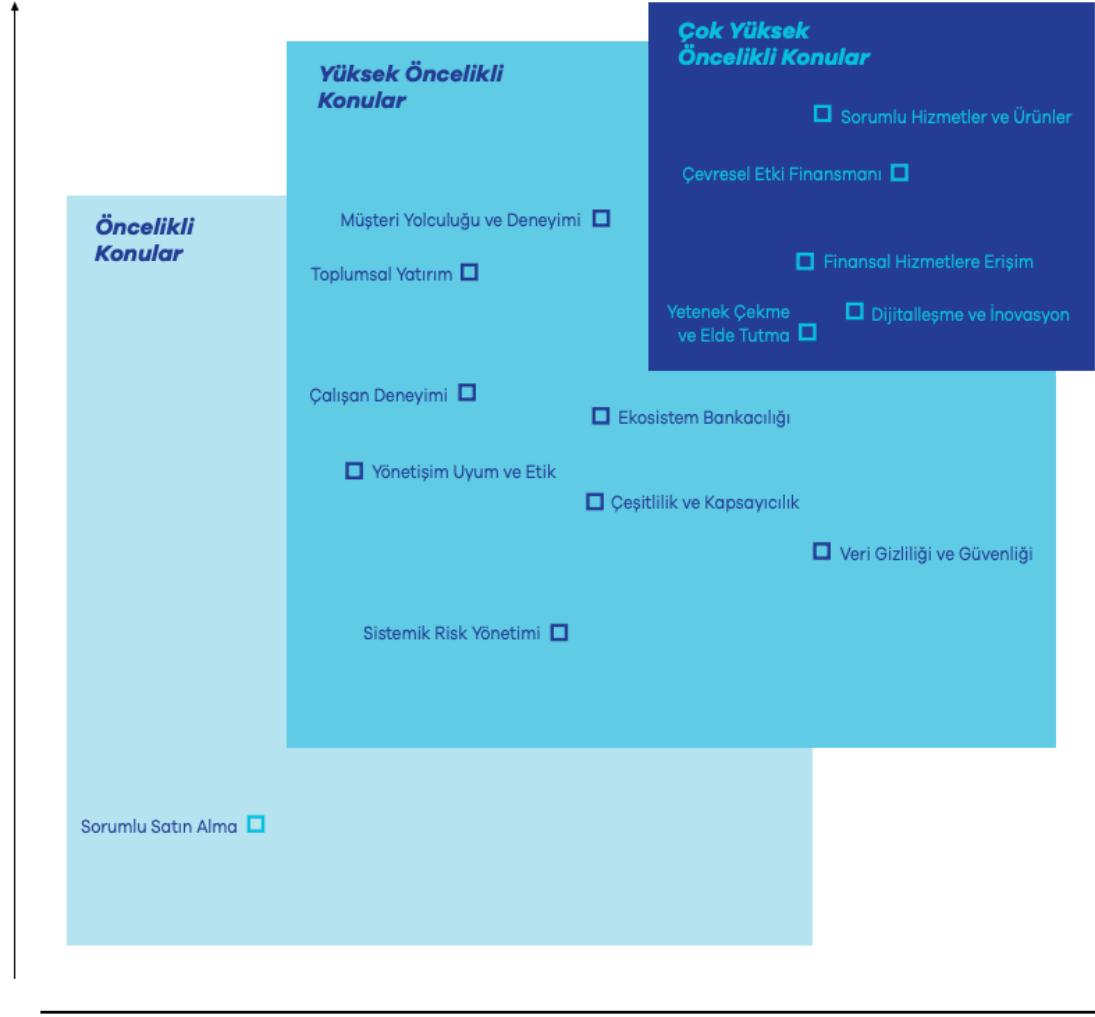 Çok Yüksek
Öncelikli Konular
Sorumlu Hizmetler ve Ürünler
Çevresel Etki Finansmanı
Finansal Hizmetlere Erişim
Yetenek Çekme
ve Elde Tutma
Dijitalleşme ve İnovasyon
Yüksek Öncelikli
Konular
Müşteri Yolculuğu ve Deneyimi
Toplumsal Yatırım
Çalışan Deneyimi
Ekosistem Bankacılığı
Yönetişim Uyum ve Etik
Çeşitlilik ve Kapsayıcılık
Veri Gizliliği ve Güvenliği
Sistemik Risk Yönetimi
Öncelikli
Konular
Sorumlu Satın Alma